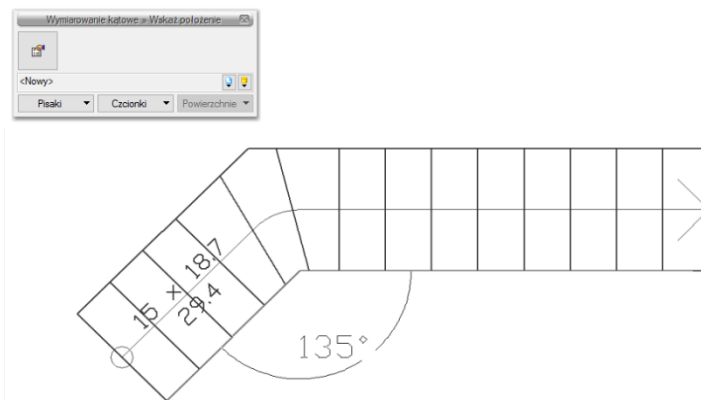 Wymiarowanie kątowe » Wskaż położenie
<Nowy>
Pisaki Czcionki Powierzchnie
15 x 18.7
29.4
135°